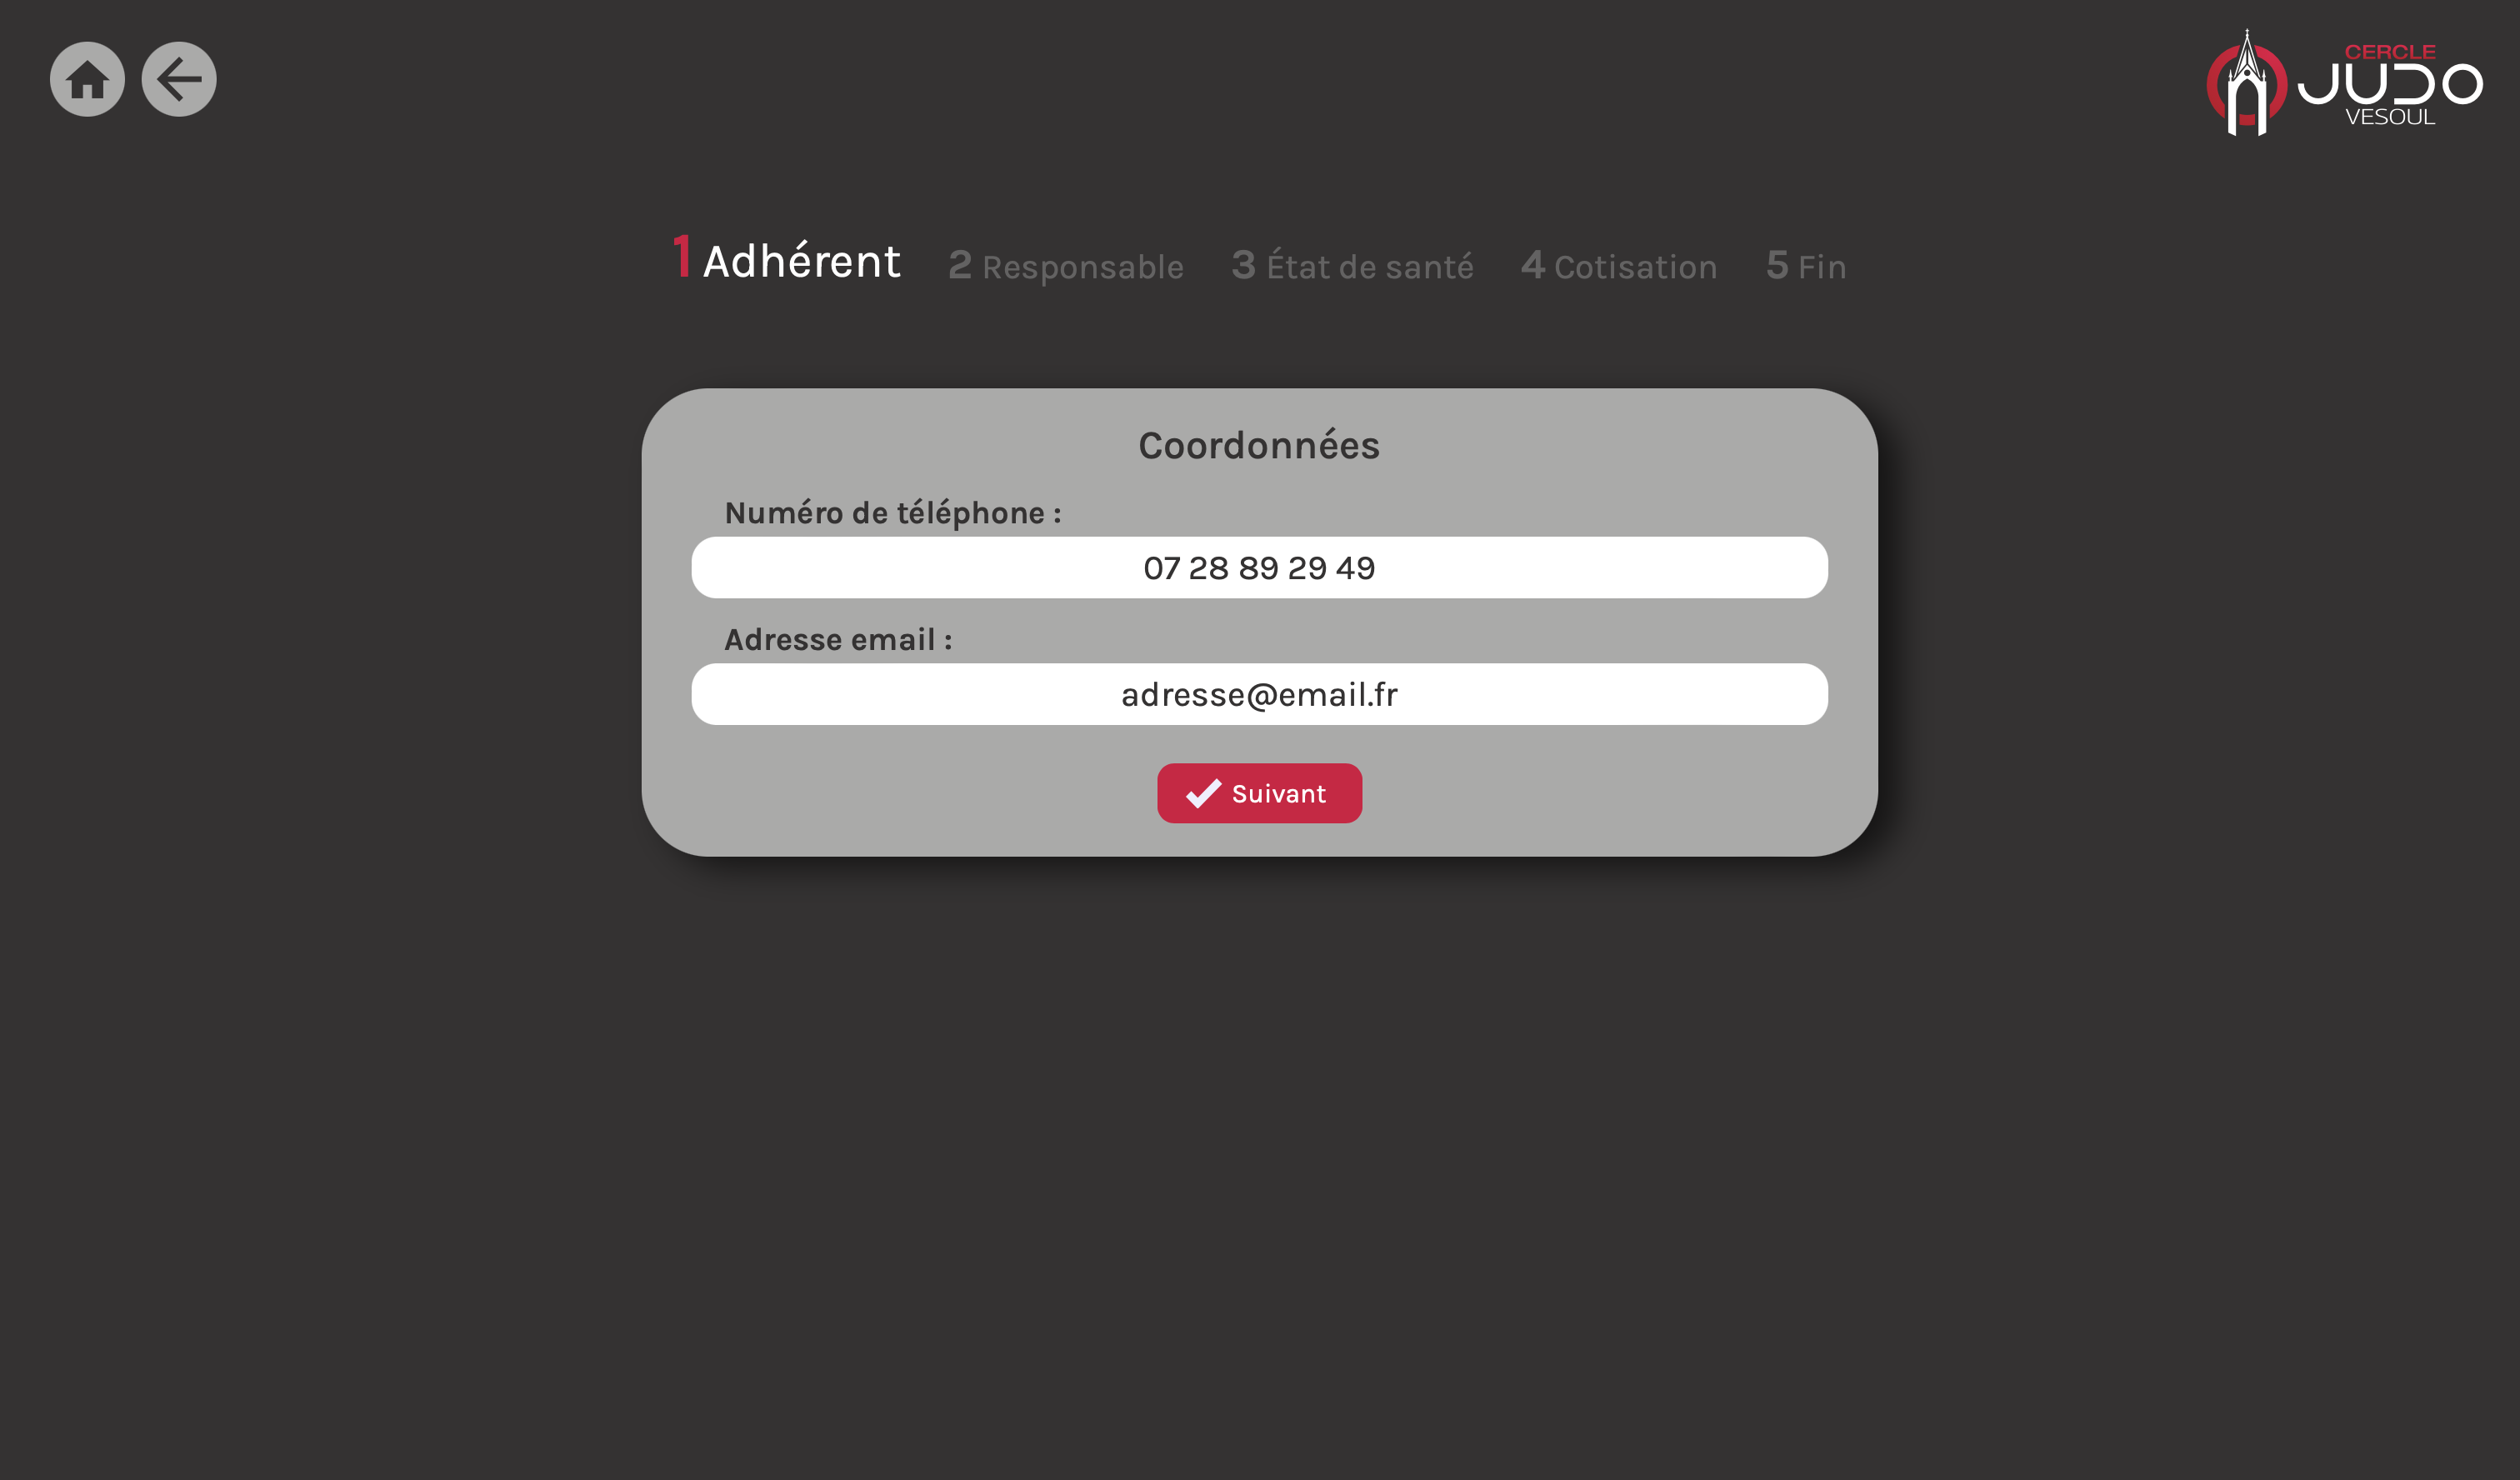 CERCLE
JUDO
VESOUL
1 Adhérent 2 Responsable 3 État de santé 4 Cotisation 5 Fin
Coordonnées
Numéro de téléphone :
07 28 89 29 49
Adresse email :
adresse@email.fr
Suivant